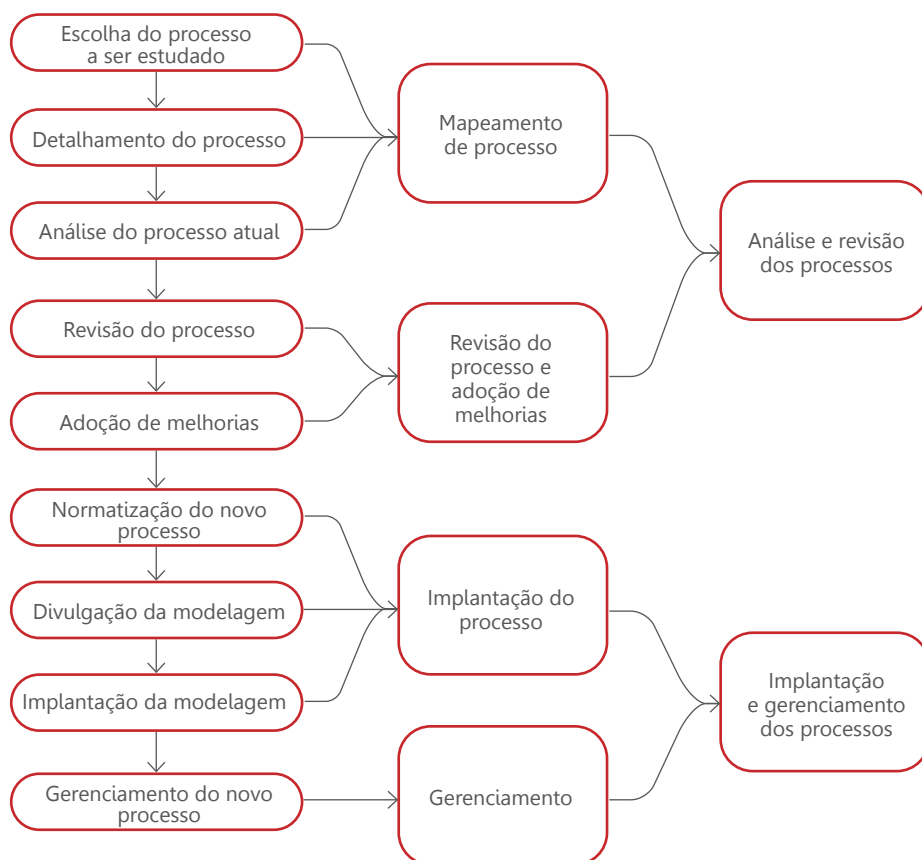 Escolha do processo
a ser estudado
Detalhamento do processo
Análise do processo atual
Revisão do processo
Adoção de melhorias
Normatização do novo
processo
Divulgação da modelagem
Implantação da modelagem
Gerenciamento do novo
processo
Mapeamento
de processo
Revisão do
processo e
adoção de
melhorias
Implantação do
processo
Gerenciamento
Análise e revisão
dos processos
Implantação
e gerenciamento
dos processos